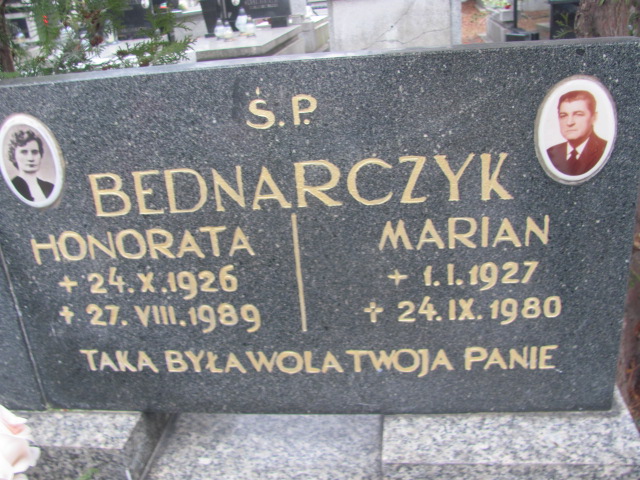 Ś.P.
BEDNARCZYK
HONORATA
+ 24.X.1926
+ 27.VIII.1989
MARIAN
+ 1.I.1927
+ 24.IX.1980
TAKA BYŁA WOLA TWOJA PANIE